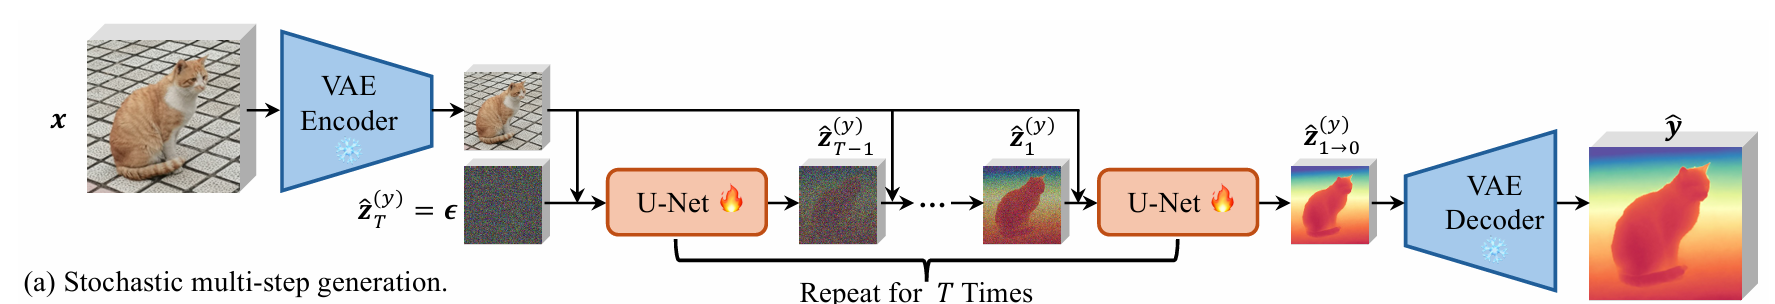 x
VAE
Encoder
ẑ_T^(y) = ϵ
U-Net
ẑ_{T−1}^(y)
...
ẑ_1^(y)
U-Net
ẑ_{1→0}^(y)
VAE
Decoder
ŷ
Repeat for T Times
(a) Stochastic multi-step generation.